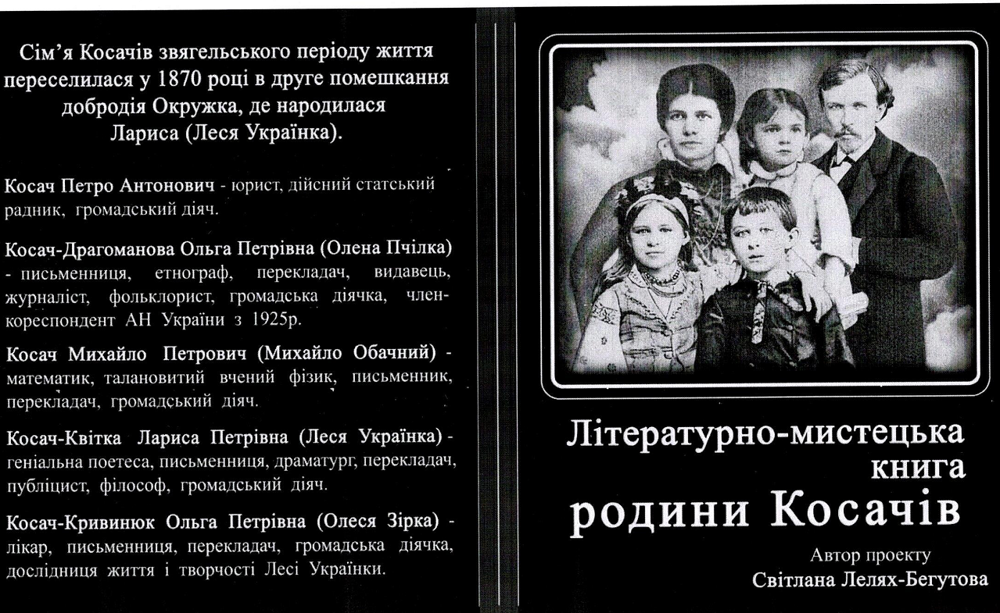 Сім’я Косачів звягельського періоду життя
переселилася у 1870 році в друге помешкання
добродія Окружка, де народилася
Лариса (Леся Українка).
Косач Петро Антонович - юрист, дійсний статський
радник, громадський діяч.
Косач-Драгоманова Ольга Петрівна (Олена Пчілка)
- письменниця, етнограф, перекладач, видавець,
журналіст, фольклорист, громадська діячка, член-
кореспондент АН України з 1925р.
Косач Михайло Петрович (Михайло Обачний) -
математик, талановитий вчений фізик, письменник,
перекладач, громадський діяч.
Косач-Квітка Лариса Петрівна (Леся Українка) -
геніальна поетеса, письменниця, драматург, перекладач,
публіцист, філософ, громадський діяч.
Косач-Кривинюк Ольга Петрівна (Олеся Зірка) -
лікар, письменниця, перекладач, громадська діячка,
дослідниця життя і творчості Лесі Українки.
Літературно-мистецька
книга
родини Косачів
Автор проекту
Світлана Лелях-Бегутова